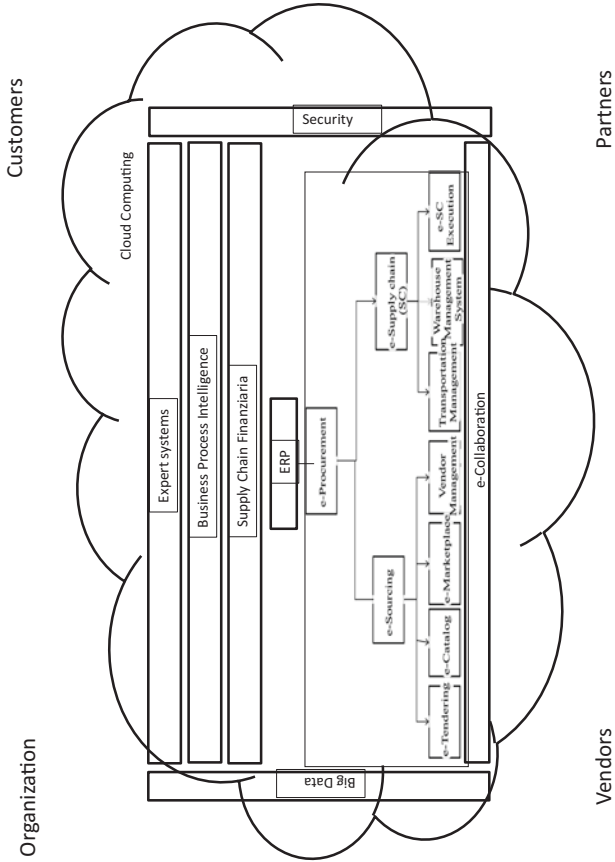 Organization
Customers
Cloud Computing
Expert systems
Business Process Intelligence
Supply Chain Finanziaria
ERP
Big Data
Security
e-Procurement
e-Sourcing
e-Supply chain
(SC)
e-Tendering
e-Catalog
e-Marketplace
Vendor
Management
Transportation
Management
Warehouse
Management
System
e-SC
Execution
e-Collaboration
Vendors
Partners